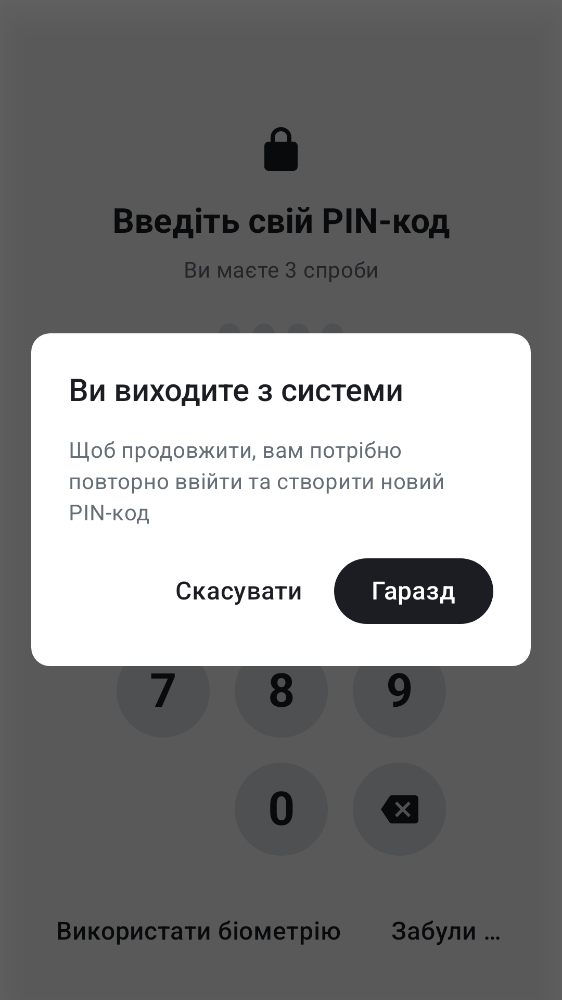 Введіть свій PIN-код
Ви маєте 3 спроби
Ви виходите з системи
Щоб продовжити, вам потрібно
повторно ввійти та створити новий
PIN-код
Скасувати Гаразд
7 8 9
0
Використати біометрію Забули ...